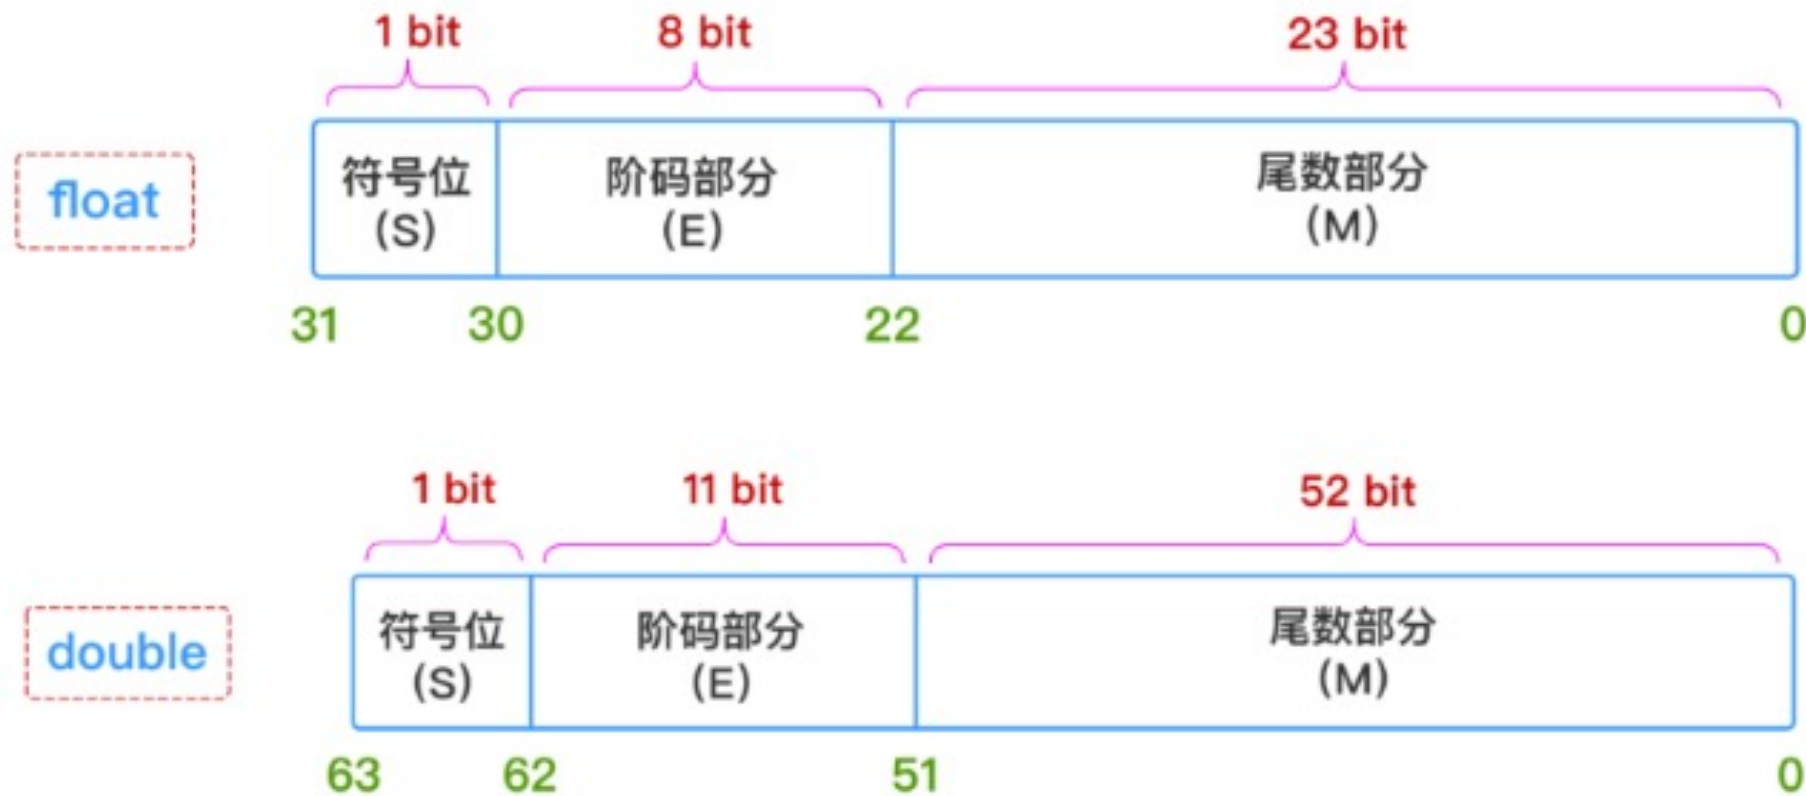 1 bit 8 bit 23 bit
float
符号位 阶码部分 尾数部分
(S) (E) (M)
31 30 22 0
1 bit 11 bit 52 bit
double
符号位 阶码部分 尾数部分
(S) (E) (M)
63 62 51 0